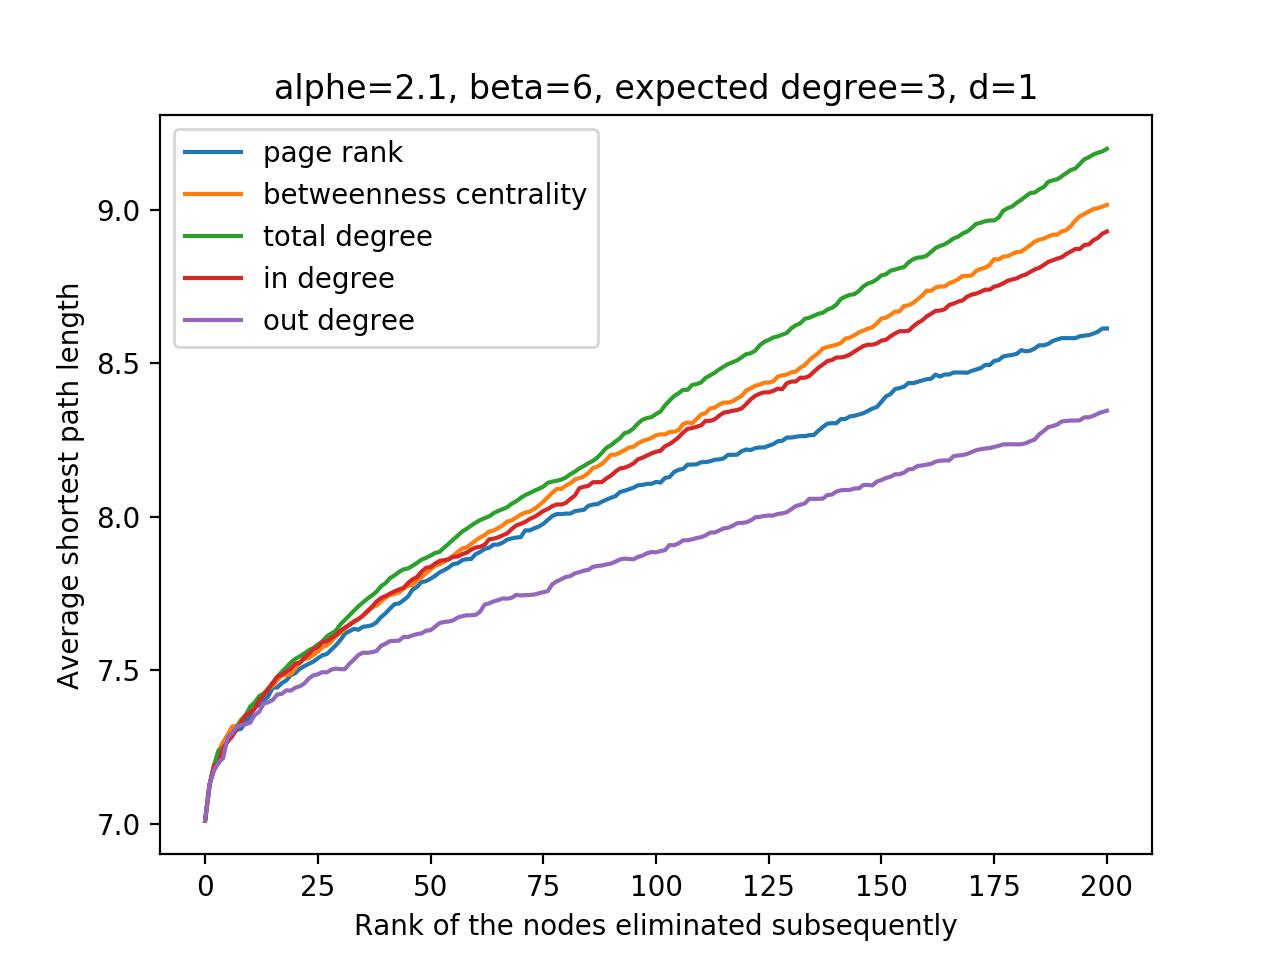 alphe=2.1, beta=6, expected degree=3, d=1
page rank
betweenness centrality
total degree
in degree
out degree
Average shortest path length
9.0
8.5
8.0
7.5
7.0
0 25 50 75 100 125 150 175 200
Rank of the nodes eliminated subsequently